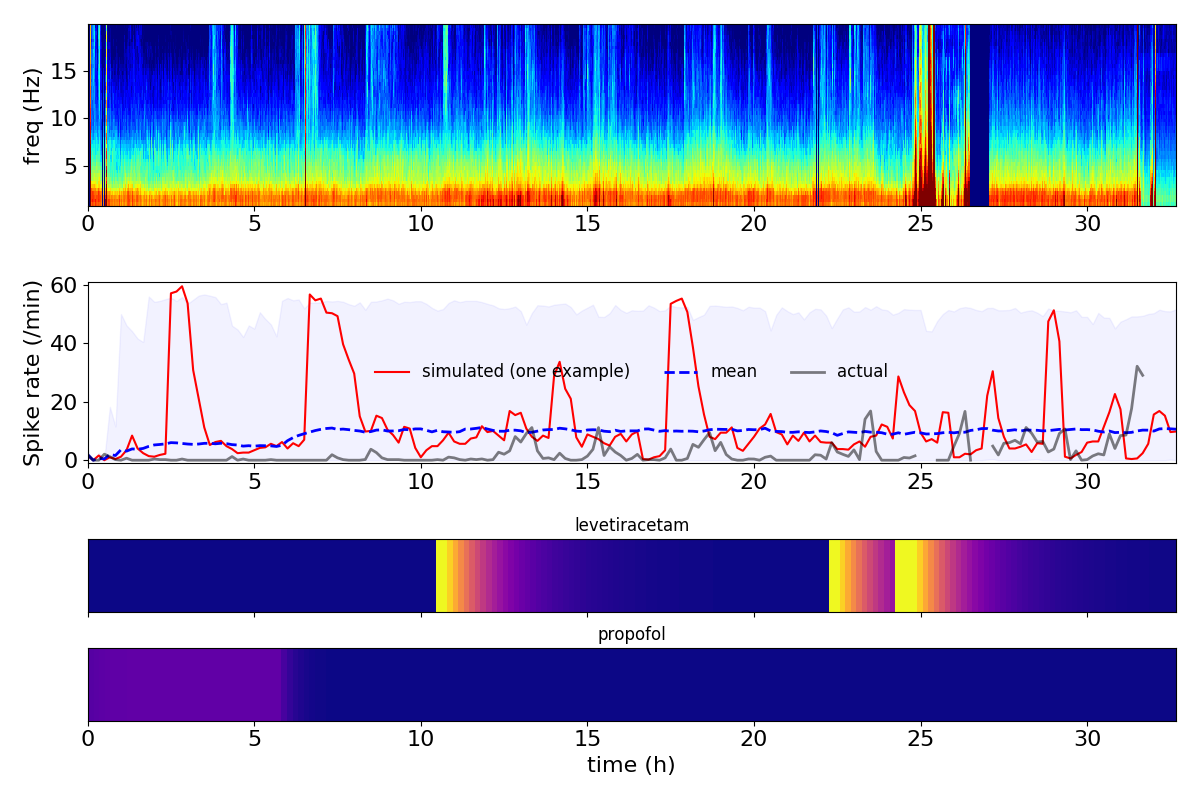 freq (Hz)
15
10
5
0 5 10 15 20 25 30
Spike rate (/min)
60
40
20
0
simulated (one example) mean actual
0 5 10 15 20 25 30
levetiracetam
propofol
0 5 10 15 20 25 30
time (h)